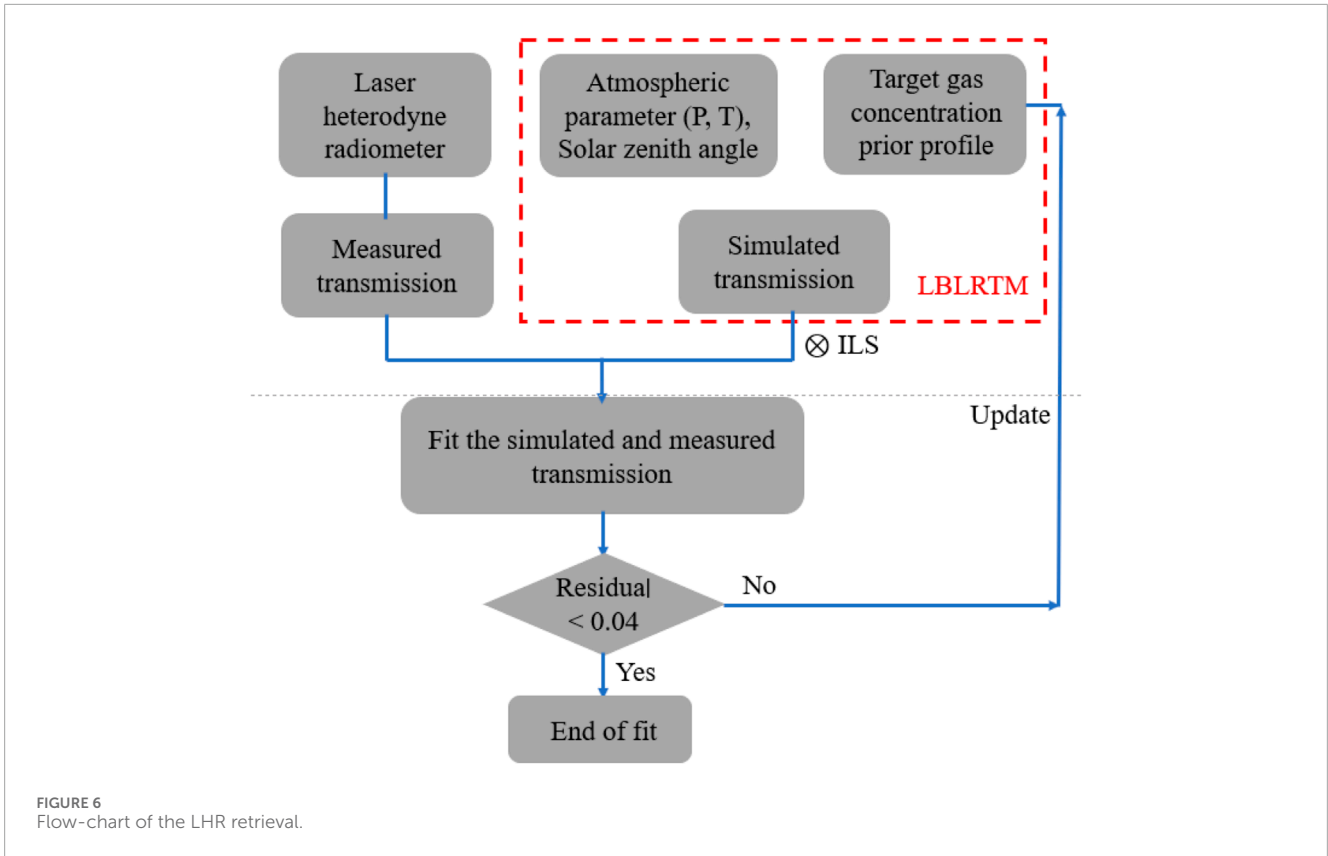 Laser
heterodyne
radiometer
Atmospheric
parameter (P, T),
Solar zenith angle
Target gas
concentration
prior profile
Measured
transmission
Simulated
transmission
LBLRTM
⊗ ILS
Update
Fit the simulated and measured
transmission
Residual
< 0.04
No
Yes
End of fit
FIGURE 6
Flow-chart of the LHR retrieval.